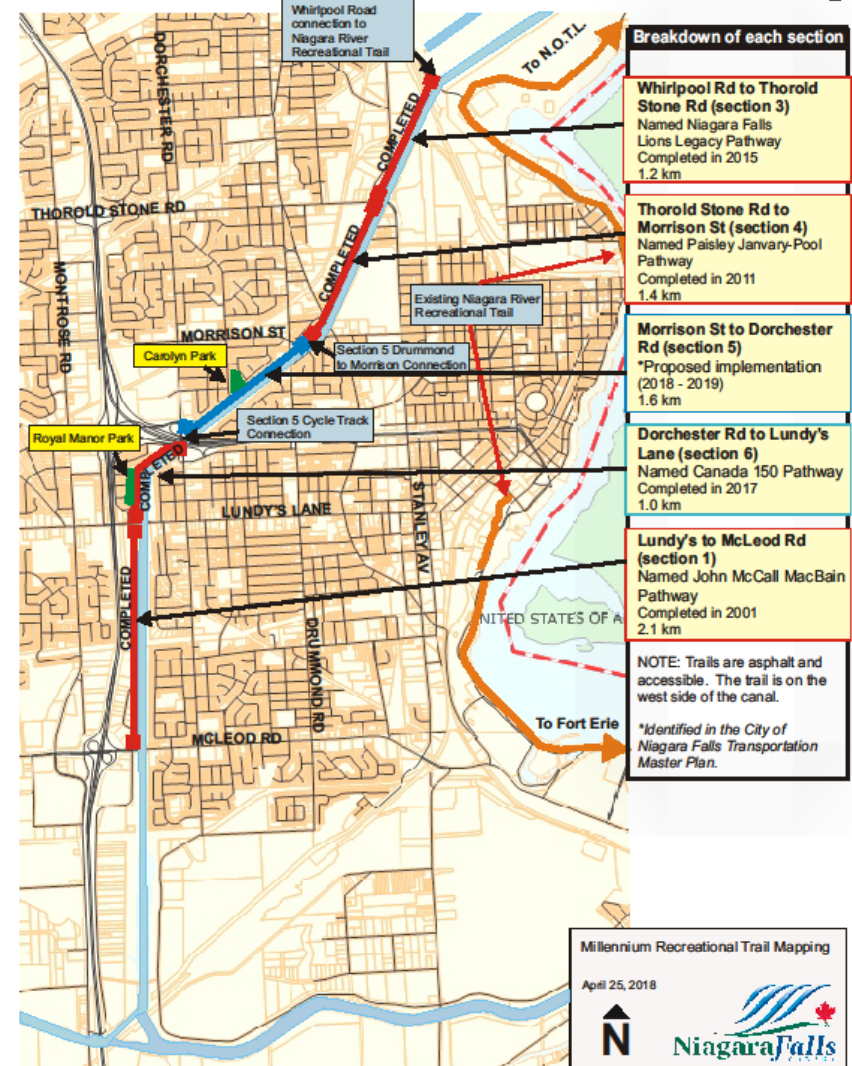 Whirlpool Road
connection to
Niagara River
Recreational Trail
To N.O.T.L.
DORCHESTER RD
COMPLETED
THOROLD STONE RD
COMPLETED
MONTROSE RD
Existing Niagara River
Recreational Trail
MORRISON ST
Carolyn Park
Section 5 Drummond
to Morrison Connection
Section 5 Cycle Track
Connection
Royal Manor Park
COMPLETED
LUNDY'S LANE
STANLEY AV
COMPLETED
NITED STATES OF A
DRUMMOND RD
MCLEOD RD
To Fort Erie
Breakdown of each section
Whirlpool Rd to Thorold
Stone Rd (section 3)
Named Niagara Falls
Lions Legacy Pathway
Completed in 2015
1.2 km
Thorold Stone Rd to
Morrison St (section 4)
Named Paisley Janvary-Pool
Pathway
Completed in 2011
1.4 km
Morrison St to Dorchester
Rd (section 5)
*Proposed implementation
(2018 - 2019)
1.6 km
Dorchester Rd to Lundy's
Lane (section 6)
Named Canada 150 Pathway
Completed in 2017
1.0 km
Lundy's to McLeod Rd
(section 1)
Named John McCall MacBain
Pathway
Completed in 2001
2.1 km
NOTE: Trails are asphalt and
accessible. The trail is on the
west side of the canal.
*Identified in the City of
Niagara Falls Transportation
Master Plan.
Millennium Recreational Trail Mapping
April 25, 2018
N
NiagaraFalls